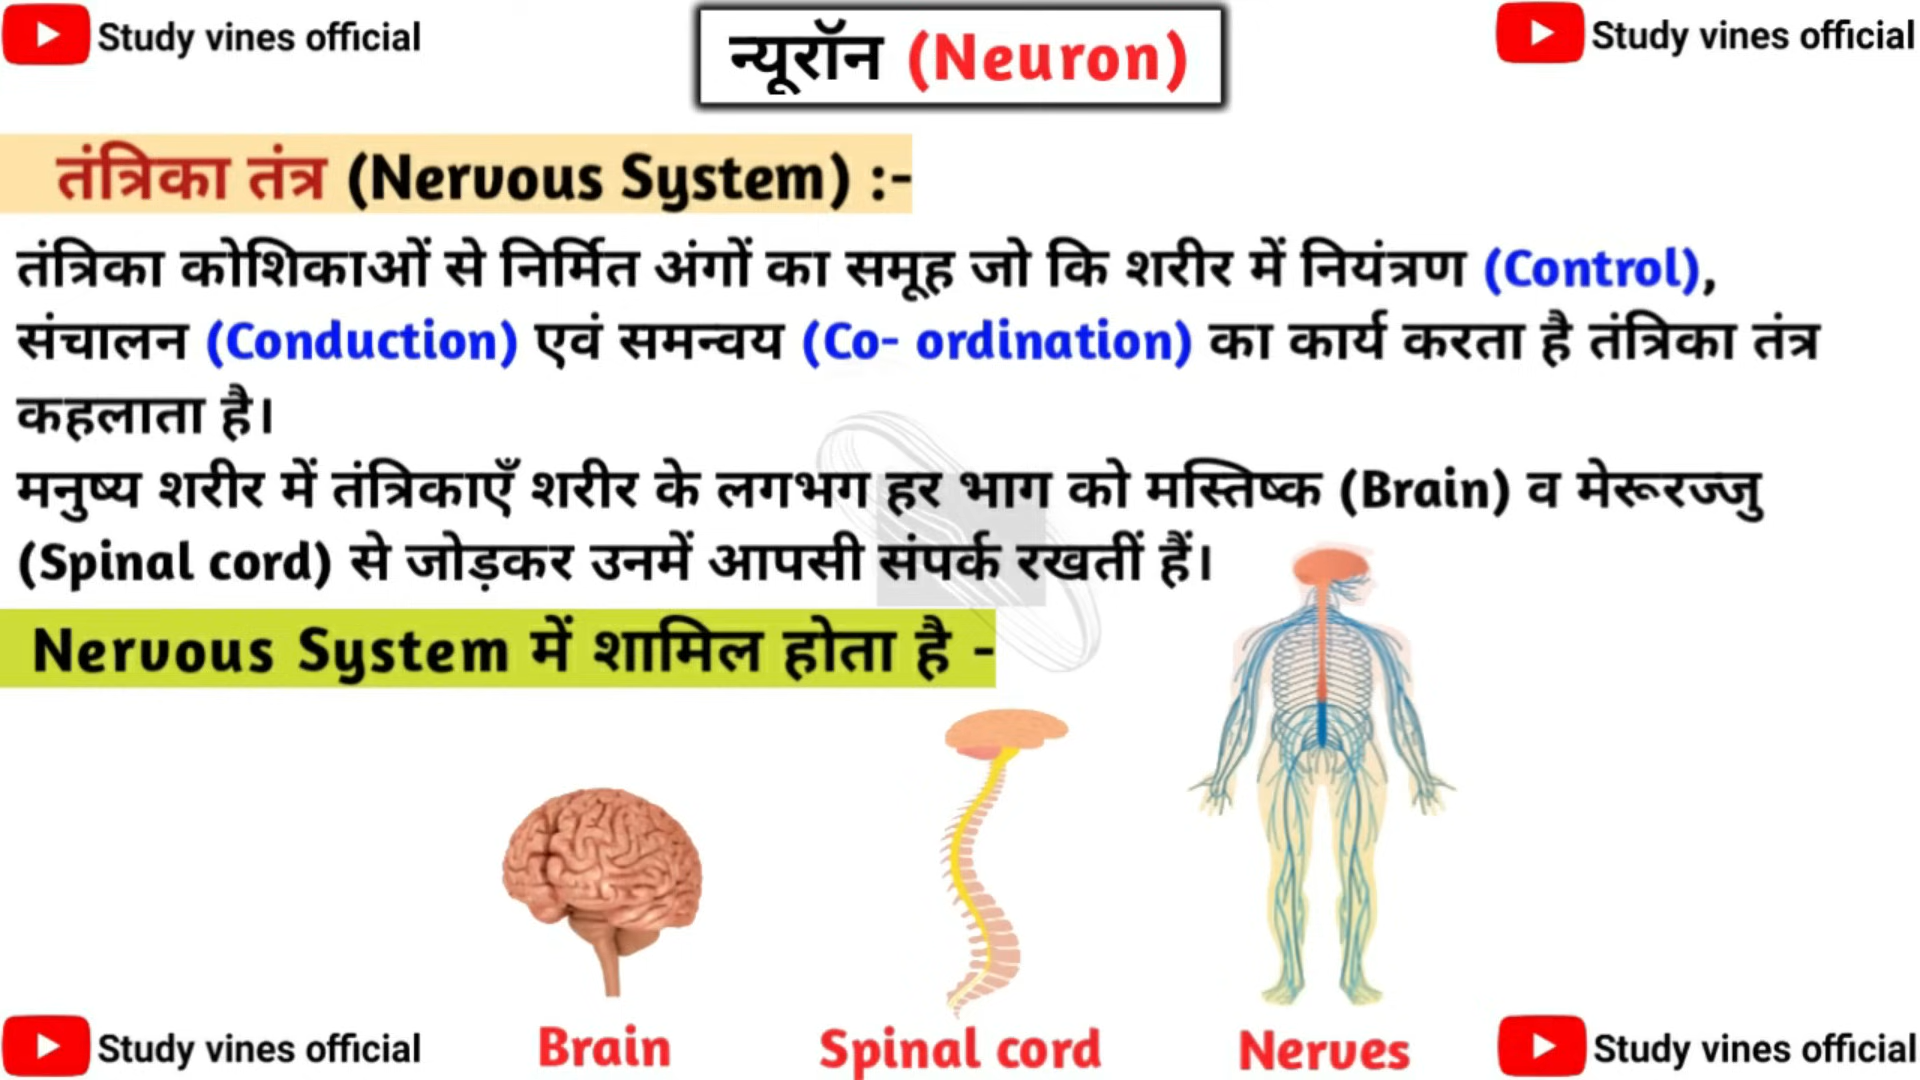 Study vines official
न्यूरॉन (Neuron)
Study vines official
तंत्रिका तंत्र (Nervous System) :-
तंत्रिका कोशिकाओं से निर्मित अंगों का समूह जो कि शरीर में नियंत्रण (Control),
संचालन (Conduction) एवं समन्वय (Co- ordination) का कार्य करता है तंत्रिका तंत्र
कहलाता है।
मनुष्य शरीर में तंत्रिकाएँ शरीर के लगभग हर भाग को मस्तिष्क (Brain) व मेरूरज्जु
(Spinal cord) से जोड़कर उनमें आपसी संपर्क रखतीं हैं।
Nervous System में शामिल होता है -
Brain
Spinal cord
Nerves
Study vines official
Study vines official